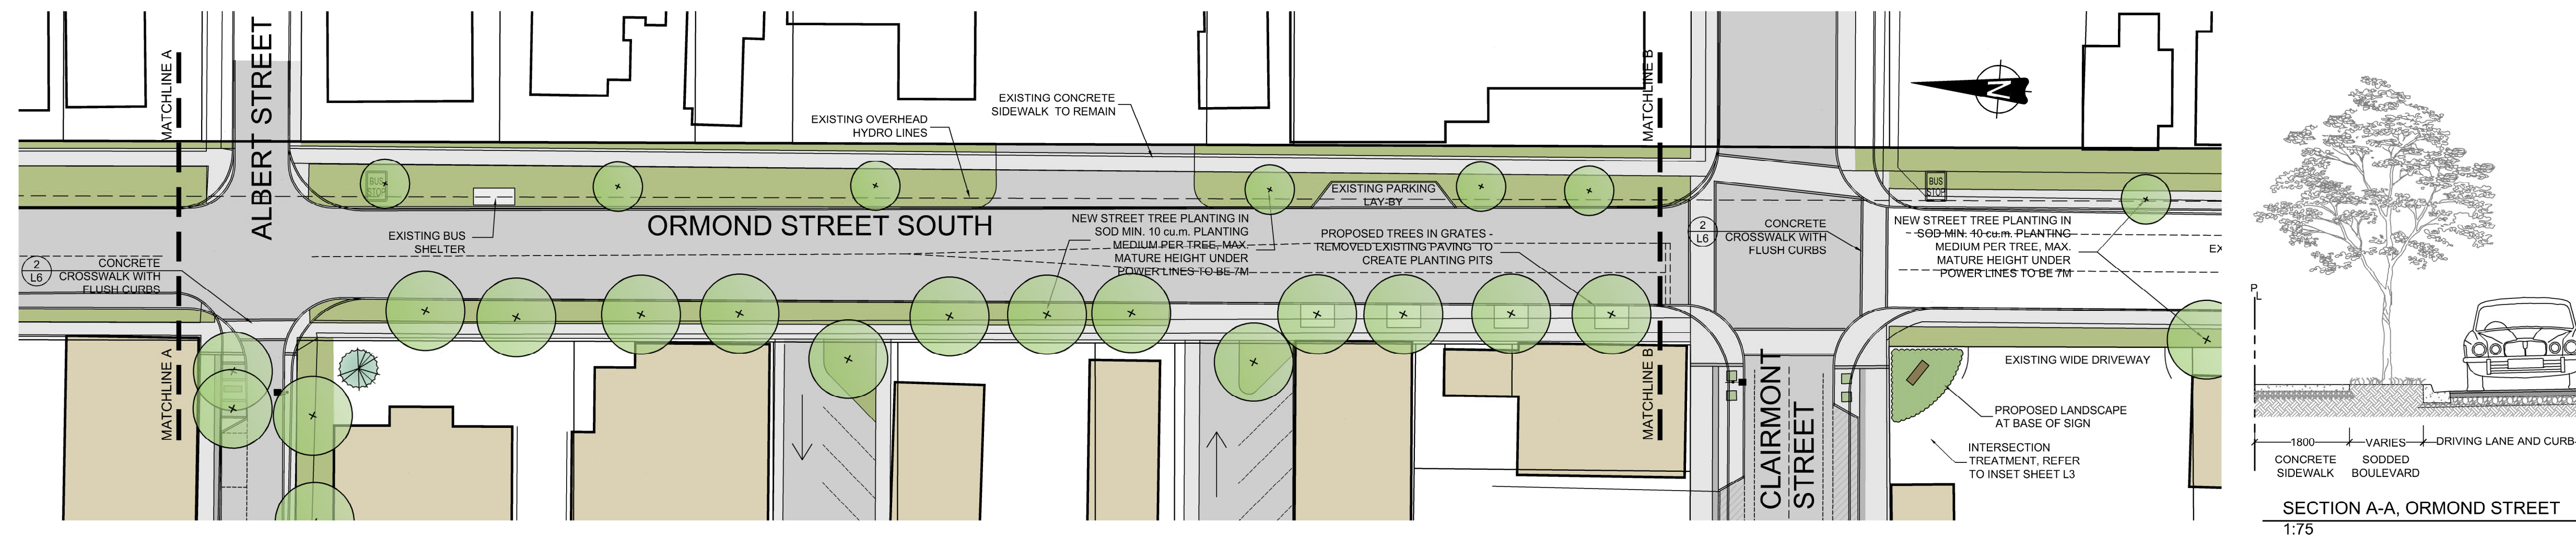 MATCHLINE A
ALBERT STREET
EXISTING OVERHEAD
HYDRO LINES
EXISTING CONCRETE
SIDEWALK TO REMAIN
MATCHLINE B
N
BUS
STOP
EXISTING PARKING
LAY-BY
BUS
STOP
ORMOND STREET SOUTH
EXISTING BUS
SHELTER
NEW STREET TREE PLANTING IN
SOD MIN. 10 cu.m. PLANTING
MEDIUM PER TREE, MAX.
MATURE HEIGHT UNDER
POWER LINES TO BE 7M
PROPOSED TREES IN GRATES -
REMOVED EXISTING PAVING TO
CREATE PLANTING PITS
2
L6
CONCRETE
CROSSWALK WITH
FLUSH CURBS
NEW STREET TREE PLANTING IN
SOD MIN. 10 cu.m. PLANTING
MEDIUM PER TREE, MAX.
MATURE HEIGHT UNDER
POWER LINES TO BE 7M
EX
2
L6
CONCRETE
CROSSWALK WITH
FLUSH CURBS
MATCHLINE A
MATCHLINE B
CLAIRMONT
STREET
EXISTING WIDE DRIVEWAY
PROPOSED LANDSCAPE
AT BASE OF SIGN
INTERSECTION
TREATMENT, REFER
TO INSET SHEET L3
PL
1800
VARIES
DRIVING LANE AND CURB
CONCRETE
SIDEWALK
SODDED
BOULEVARD
SECTION A-A, ORMOND STREET
1:75